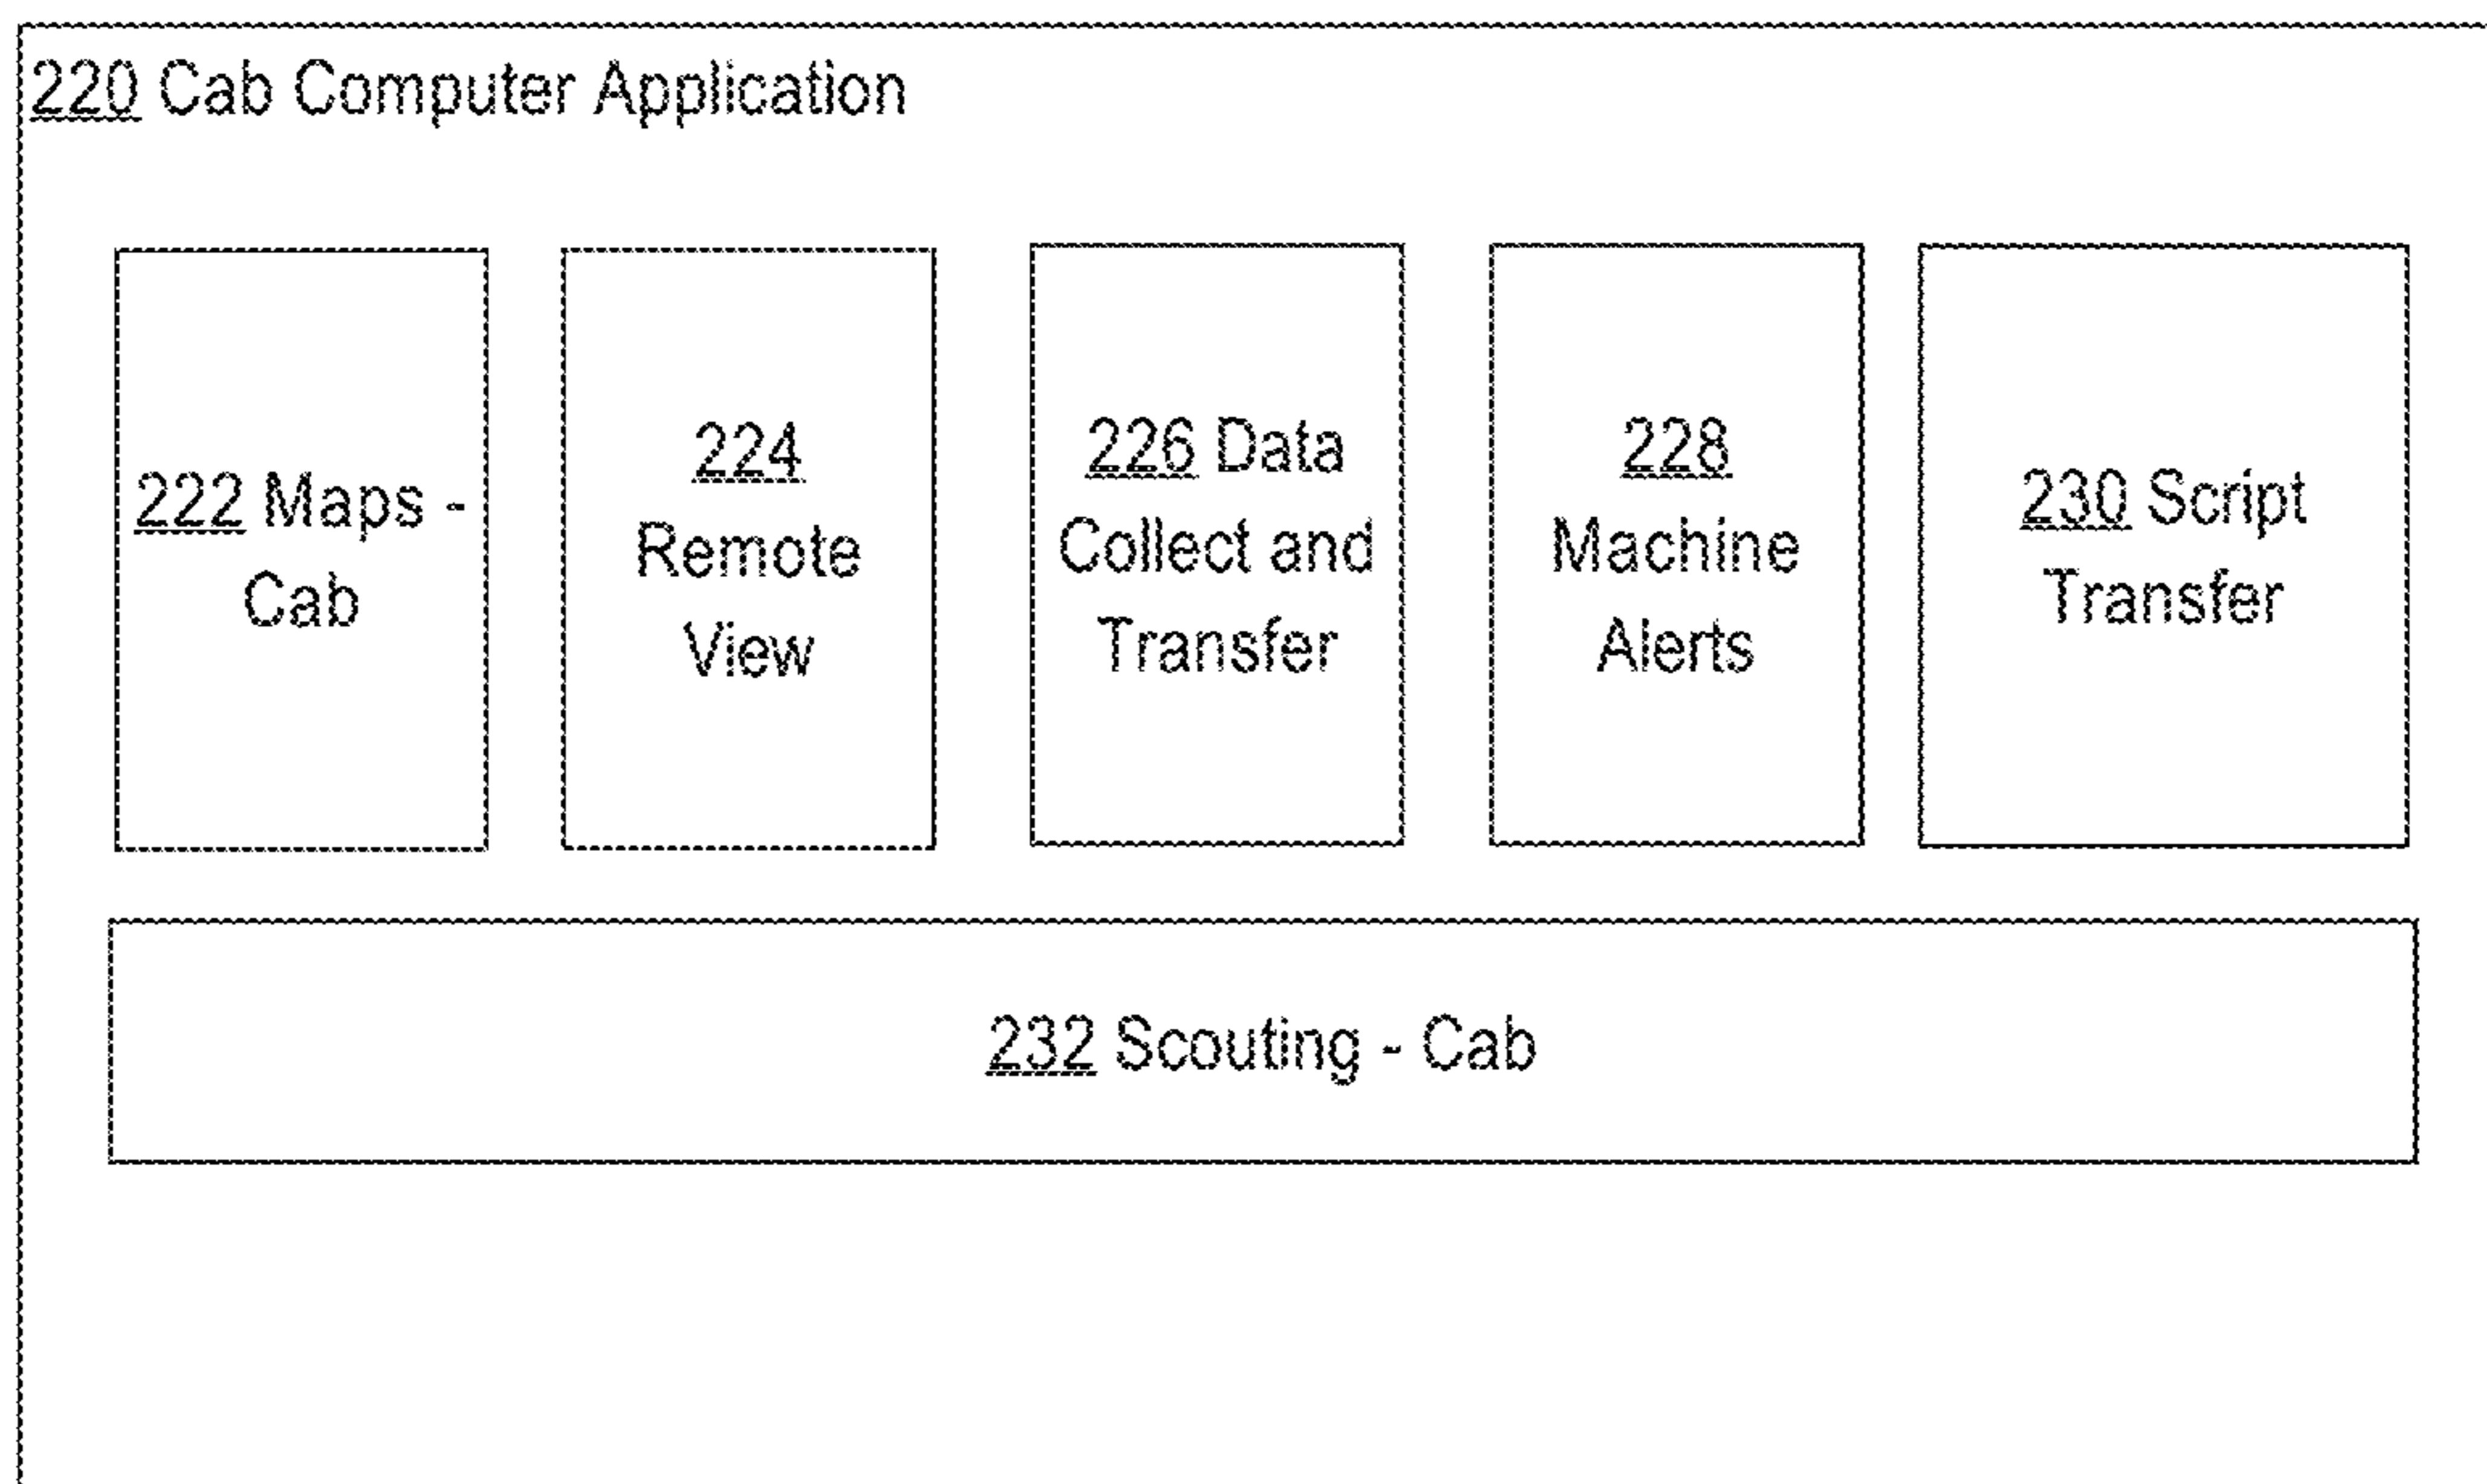 220 Cab Computer Application
222 Maps -
Cab
224
Remote
View
226 Data
Collect and
Transfer
228
Machine
Alerts
230 Script
Transfer
232 Scouting - Cab